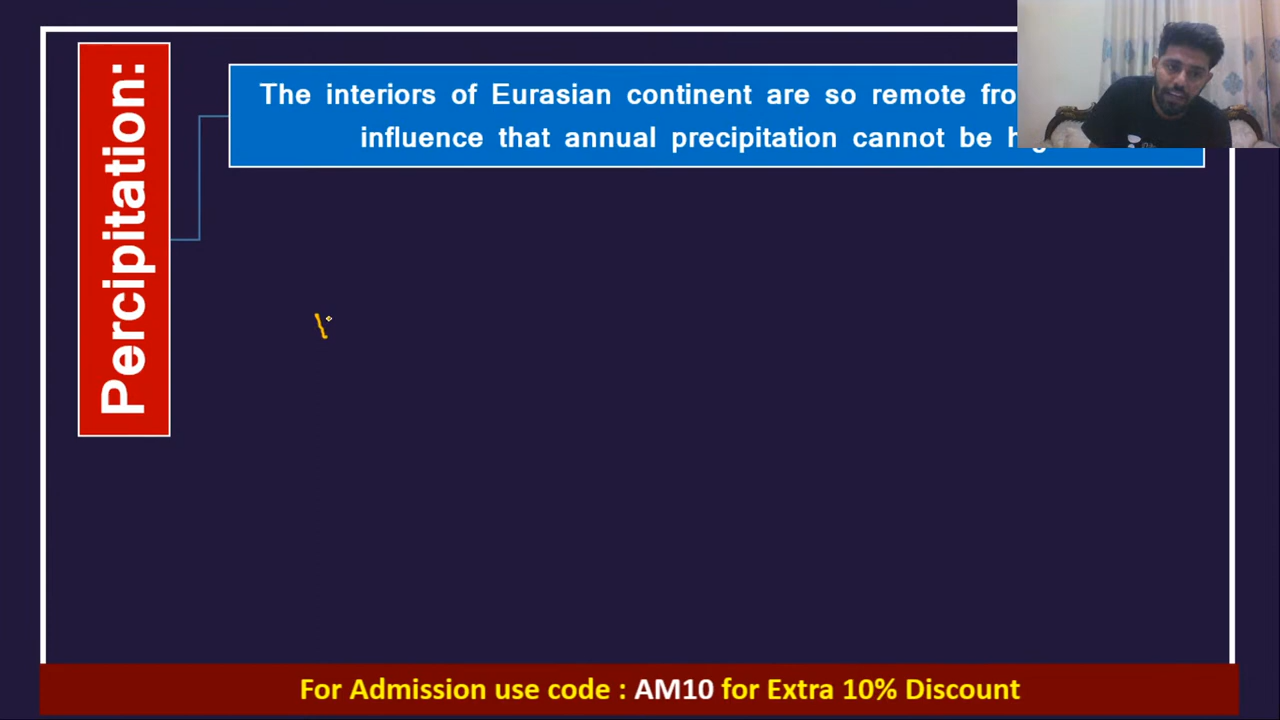 Percipitation:
The interiors of Eurasian continent are so remote
influence that annual precipitation cannot be
For Admission use code : AM10 for Extra 10% Discount